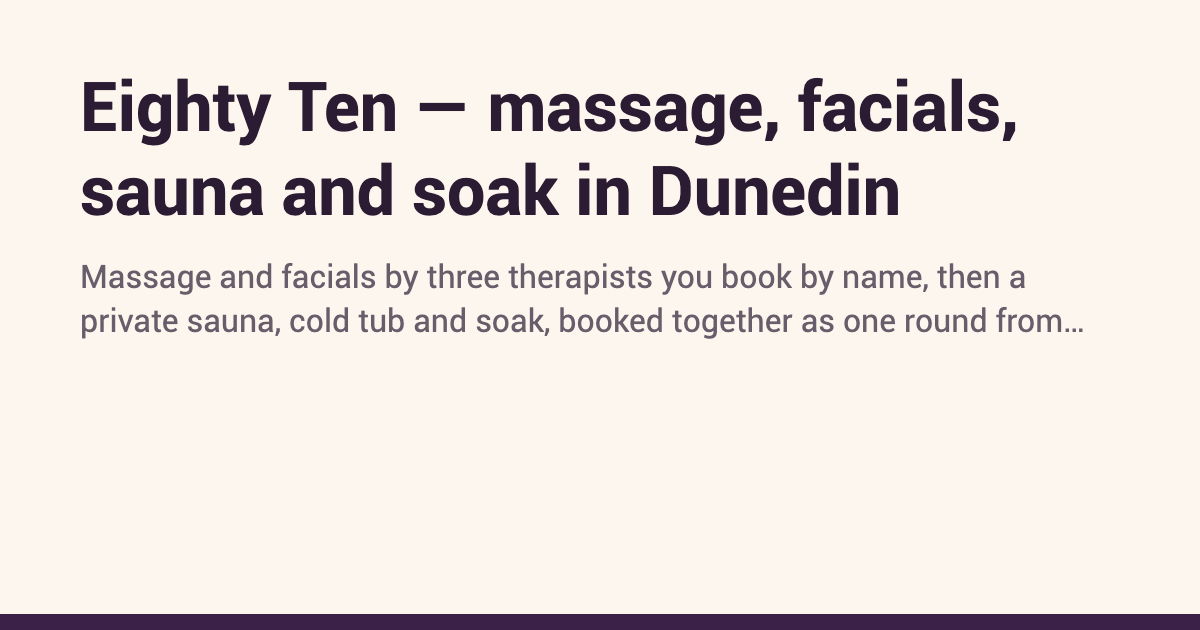 Eighty Ten — massage, facials,
sauna and soak in Dunedin
Massage and facials by three therapists you book by name, then a
private sauna, cold tub and soak, booked together as one round from…